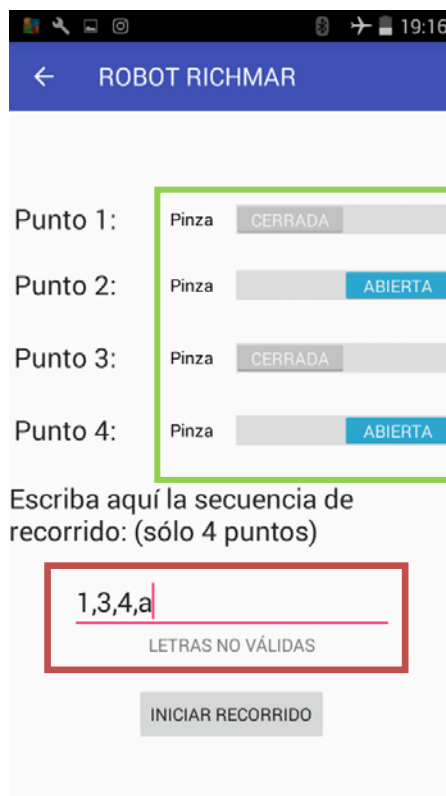 19:16
ROBOT RICHMAR
Punto 1: Pinza CERRADA
Punto 2: Pinza ABIERTA
Punto 3: Pinza CERRADA
Punto 4: Pinza ABIERTA
Escriba aquí la secuencia de
recorrido: (sólo 4 puntos)
1,3,4,a
LETRAS NO VÁLIDAS
INICIAR RECORRIDO